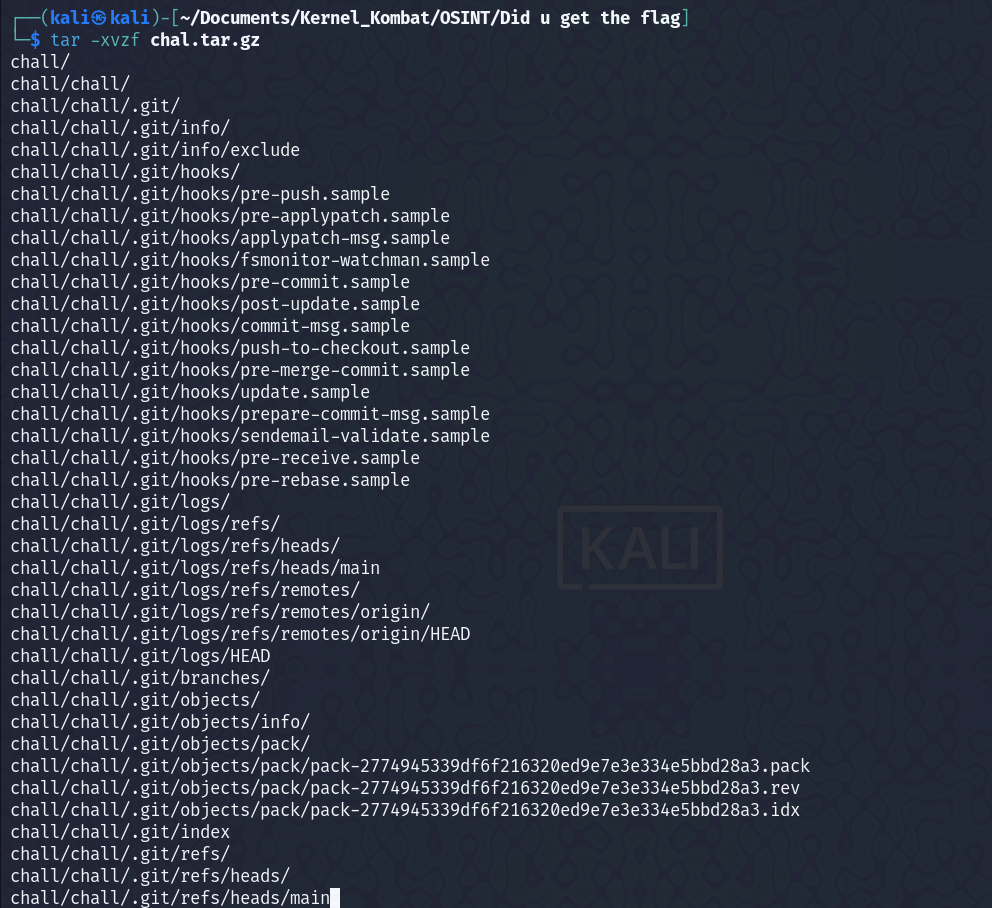 ┌──(kali㉿kali)-[~/Documents/Kernel_Kombat/OSINT/Did u get the flag]
└─$ tar -xvzf chal.tar.gz
chall/
chall/chall/
chall/chall/.git/
chall/chall/.git/info/
chall/chall/.git/info/exclude
chall/chall/.git/hooks/
chall/chall/.git/hooks/pre-push.sample
chall/chall/.git/hooks/pre-applypatch.sample
chall/chall/.git/hooks/applypatch-msg.sample
chall/chall/.git/hooks/fsmonitor-watchman.sample
chall/chall/.git/hooks/pre-commit.sample
chall/chall/.git/hooks/post-update.sample
chall/chall/.git/hooks/commit-msg.sample
chall/chall/.git/hooks/push-to-checkout.sample
chall/chall/.git/hooks/pre-merge-commit.sample
chall/chall/.git/hooks/update.sample
chall/chall/.git/hooks/prepare-commit-msg.sample
chall/chall/.git/hooks/sendemail-validate.sample
chall/chall/.git/hooks/pre-receive.sample
chall/chall/.git/hooks/pre-rebase.sample
chall/chall/.git/logs/
chall/chall/.git/logs/refs/
chall/chall/.git/logs/refs/heads/
chall/chall/.git/logs/refs/heads/main
chall/chall/.git/logs/refs/remotes/
chall/chall/.git/logs/refs/remotes/origin/
chall/chall/.git/logs/refs/remotes/origin/HEAD
chall/chall/.git/logs/HEAD
chall/chall/.git/branches/
chall/chall/.git/objects/
chall/chall/.git/objects/info/
chall/chall/.git/objects/pack/
chall/chall/.git/objects/pack/pack-2774945339df6f216320ed9e7e3e334e5bbd28a3.pack
chall/chall/.git/objects/pack/pack-2774945339df6f216320ed9e7e3e334e5bbd28a3.rev
chall/chall/.git/objects/pack/pack-2774945339df6f216320ed9e7e3e334e5bbd28a3.idx
chall/chall/.git/index
chall/chall/.git/refs/
chall/chall/.git/refs/heads/
chall/chall/.git/refs/heads/main
KALI